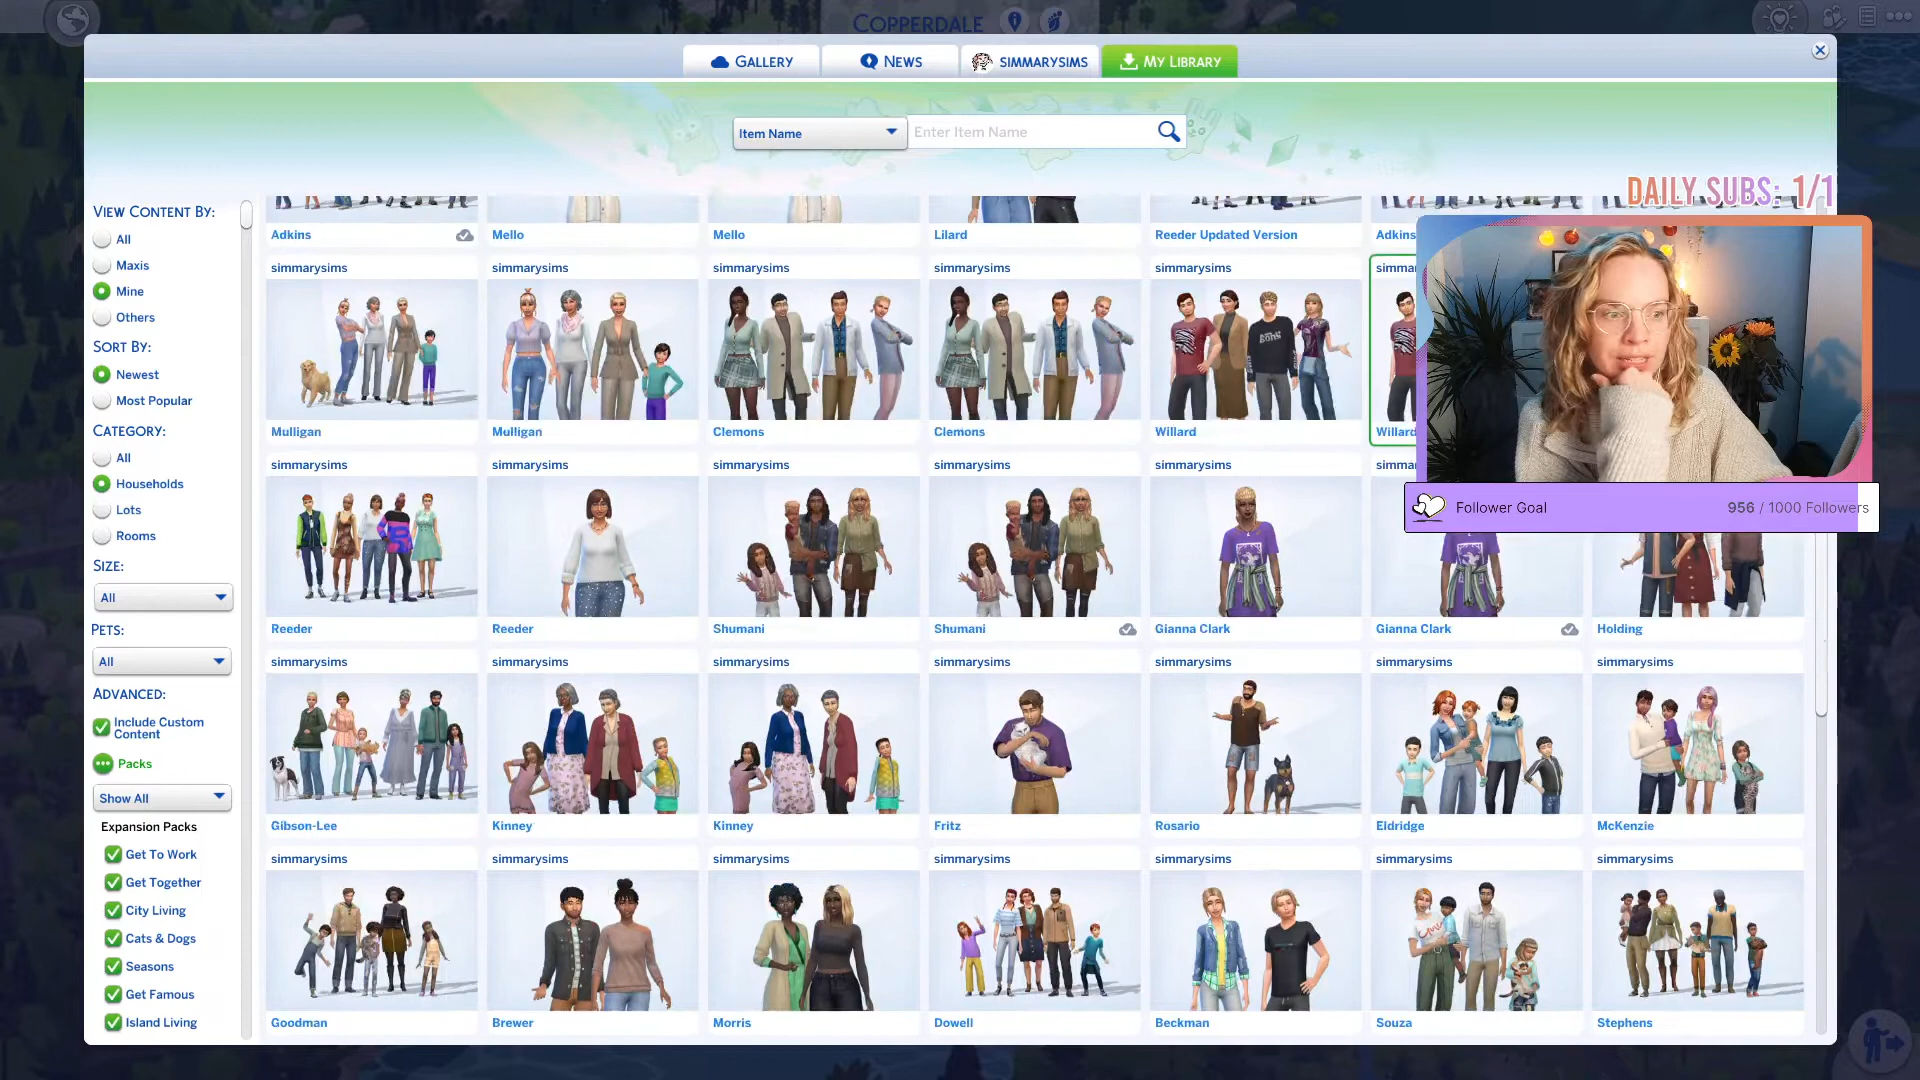 COPPERDALE
GALLERY
NEWS
SIMMARYSIMS
MY LIBRARY
Item Name
Enter Item Name
DAILY SUBS: 1/1
VIEW CONTENT BY:
All
Maxis
Mine
Others
SORT BY:
Newest
Most Popular
CATEGORY:
All
Households
Lots
Rooms
SIZE:
All
PETS:
All
ADVANCED:
Include Custom
Content
Packs
Show All
Expansion Packs
Get To Work
Get Together
City Living
Cats & Dogs
Seasons
Get Famous
Island Living
Adkins
Mello
Mello
Lilard
Reeder Updated Version
Adkins
simmarysims
simmarysims
simmarysims
simmarysims
simmarysims
simma
Mulligan
Mulligan
Clemons
Clemons
Willard
Willard
simmarysims
simmarysims
simmarysims
simmarysims
simmarysims
simma
Follower Goal
956 / 1000 Followers
Reeder
Reeder
Shumani
Shumani
Gianna Clark
Gianna Clark
Holding
simmarysims
simmarysims
simmarysims
simmarysims
simmarysims
simmarysims
simmarysims
Gibson-Lee
Kinney
Kinney
Fritz
Rosario
Eldridge
McKenzie
simmarysims
simmarysims
simmarysims
simmarysims
simmarysims
simmarysims
simmarysims
Goodman
Brewer
Morris
Dowell
Beckman
Souza
Stephens